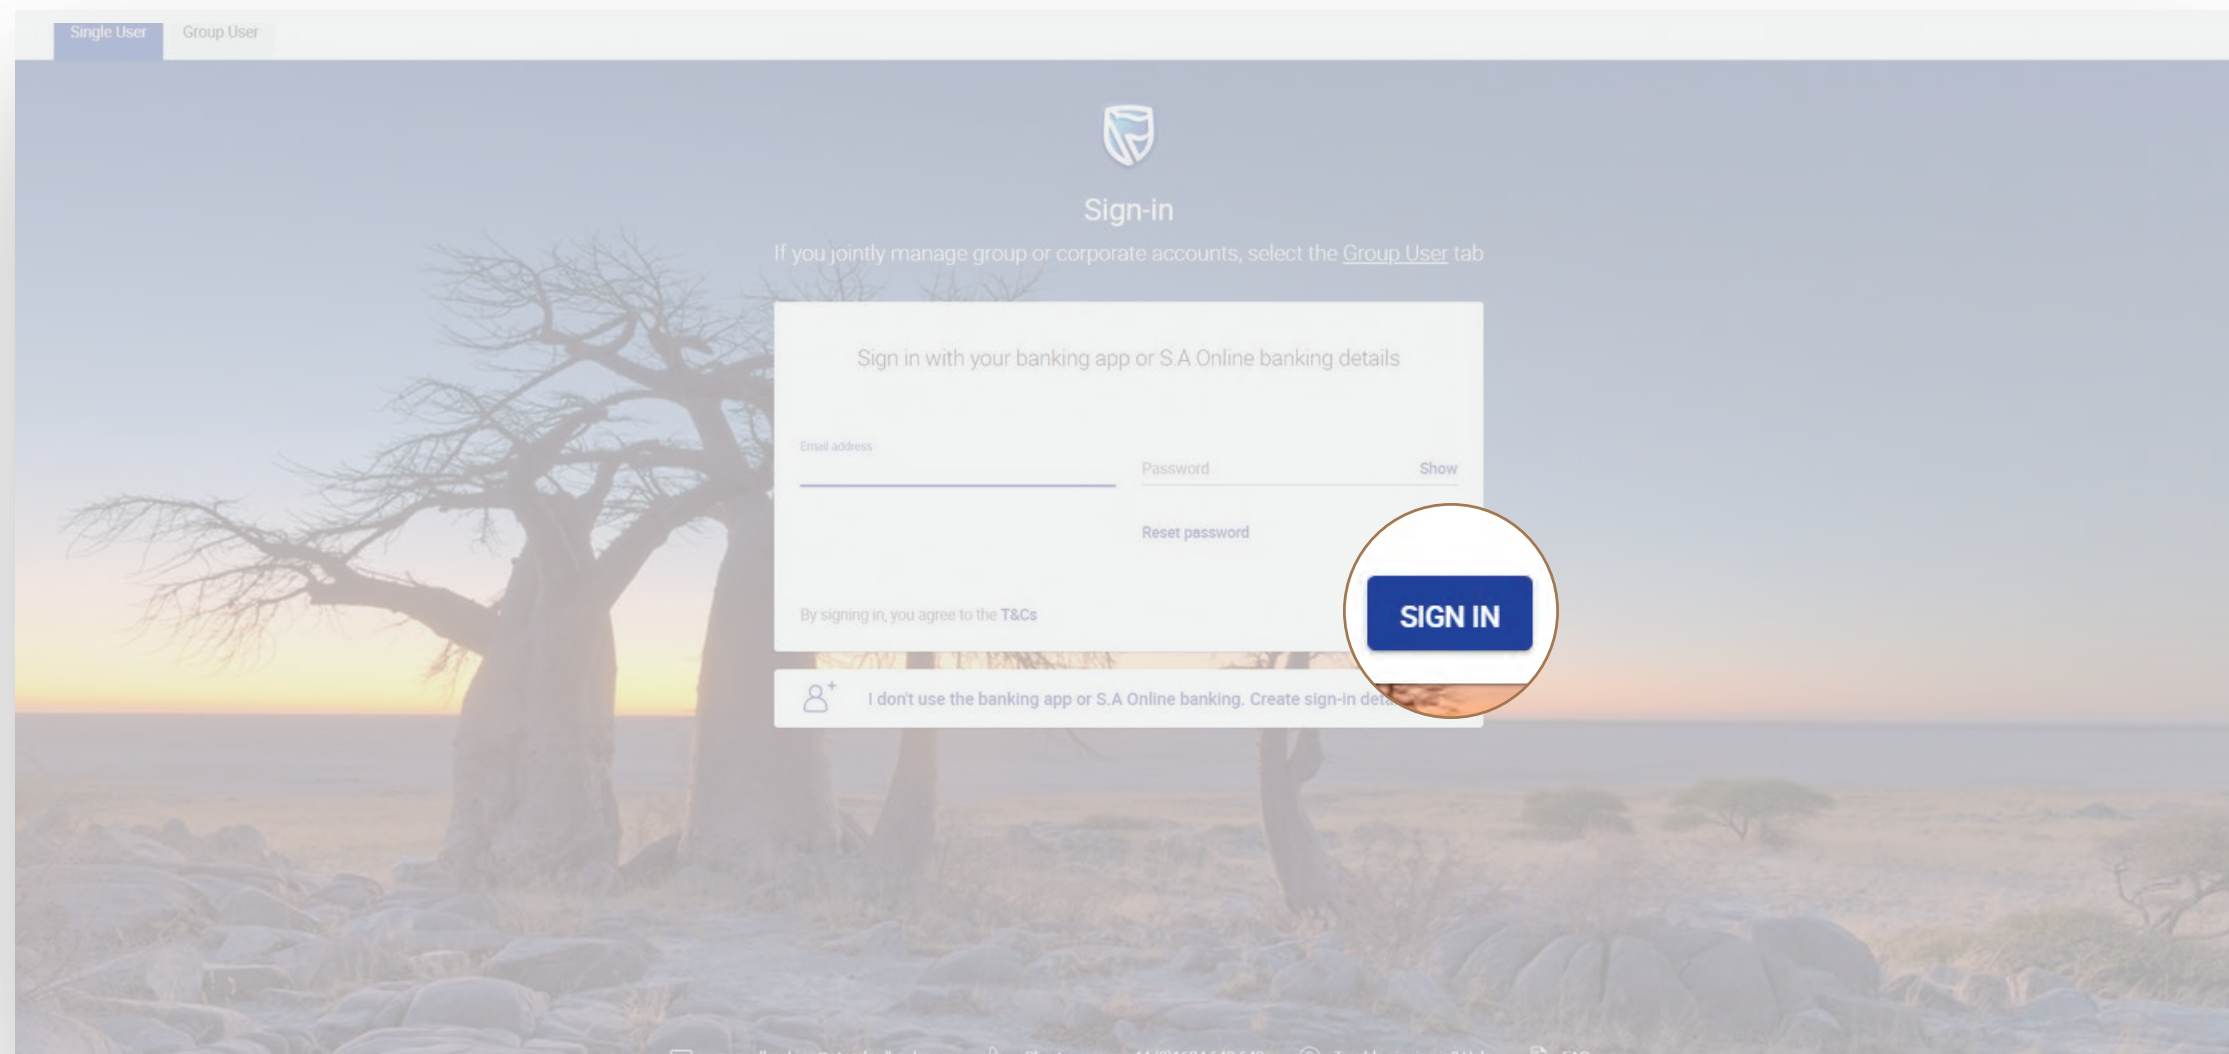 Single User
Group User
Sign-in
If you jointly manage group or corporate accounts, select the Group User tab
Sign in with your banking app or S.A Online banking details
Email address
Password
Show
Reset password
By signing in, you agree to the T&Cs
SIGN IN
I don't use the banking app or S.A Online banking. Create sign-in